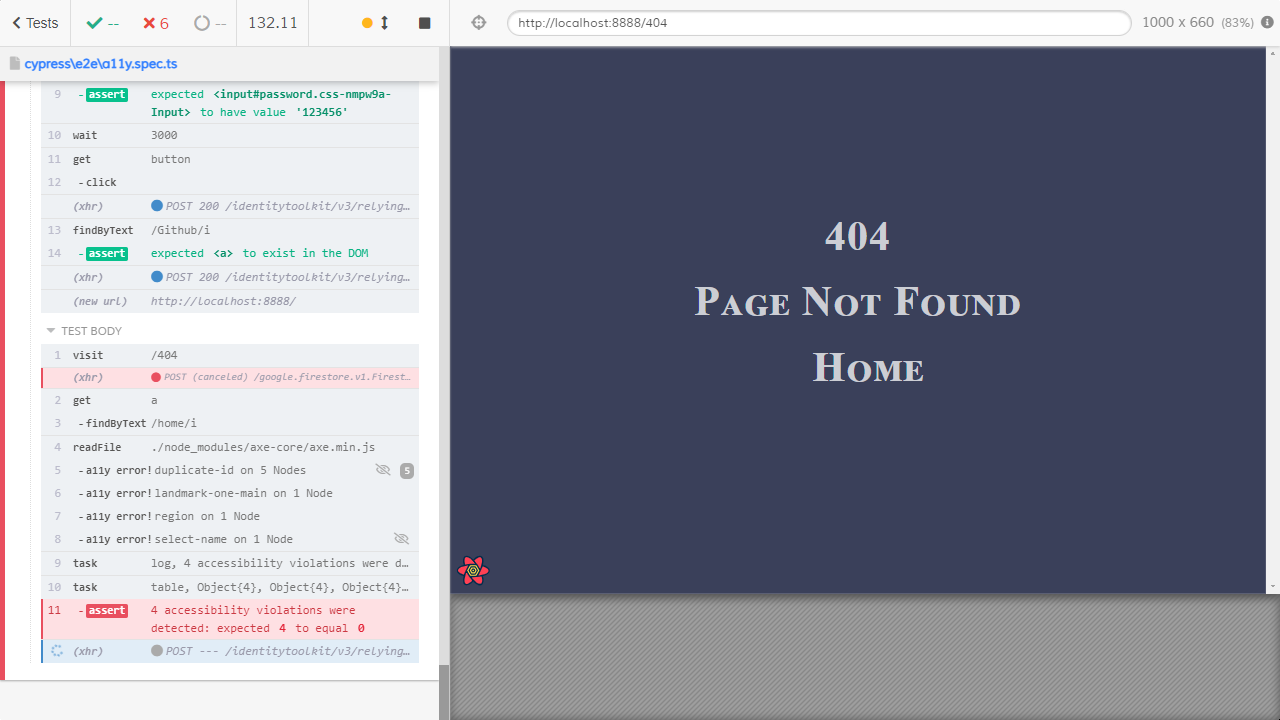 Tests
--
6
--
132.11
http://localhost:8888/404
1000 x 660 (83%)
cypress\e2e\a11y.spec.ts
9 -assert expected <input#password.css-nmpw9a-
Input> to have value '123456'
10 wait 3000
11 get button
12 -click
(xhr) POST 200 /identitytoolkit/v3/relying…
13 findByText /Github/i
14 -assert expected <a> to exist in the DOM
(xhr) POST 200 /identitytoolkit/v3/relying…
(new url) http://localhost:8888/
TEST BODY
1 visit /404
(xhr) POST (canceled) /google.firestore.v1.Firest…
2 get a
3 -findByText /home/i
4 readFile ./node_modules/axe-core/axe.min.js
5 -a11y error! duplicate-id on 5 Nodes 5
6 -a11y error! landmark-one-main on 1 Node
7 -a11y error! region on 1 Node
8 -a11y error! select-name on 1 Node
9 task log, 4 accessibility violations were d…
10 task table, Object{4}, Object{4}, Object{4}…
11 -assert 4 accessibility violations were
detected: expected 4 to equal 0
(xhr) POST --- /identitytoolkit/v3/relying…
404
Page Not Found
Home